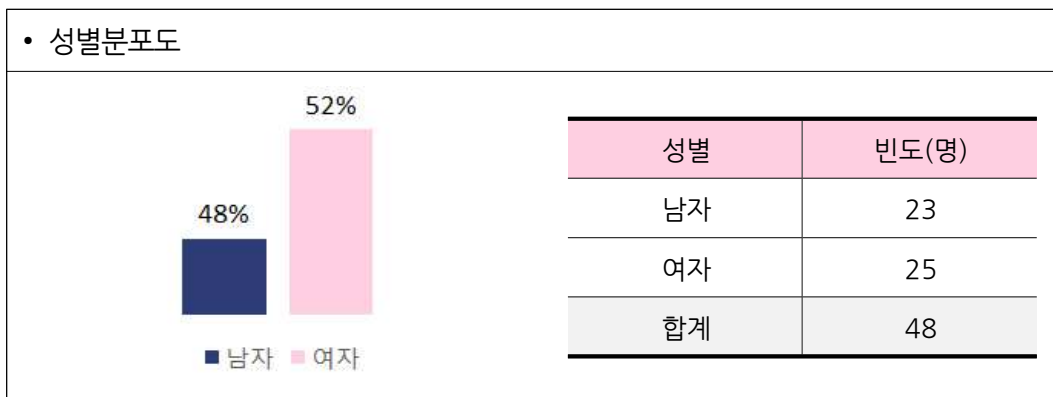 • 성별분포도
52%
48%
■ 남자 ■ 여자
성별 빈도(명)
남자 23
여자 25
합계 48